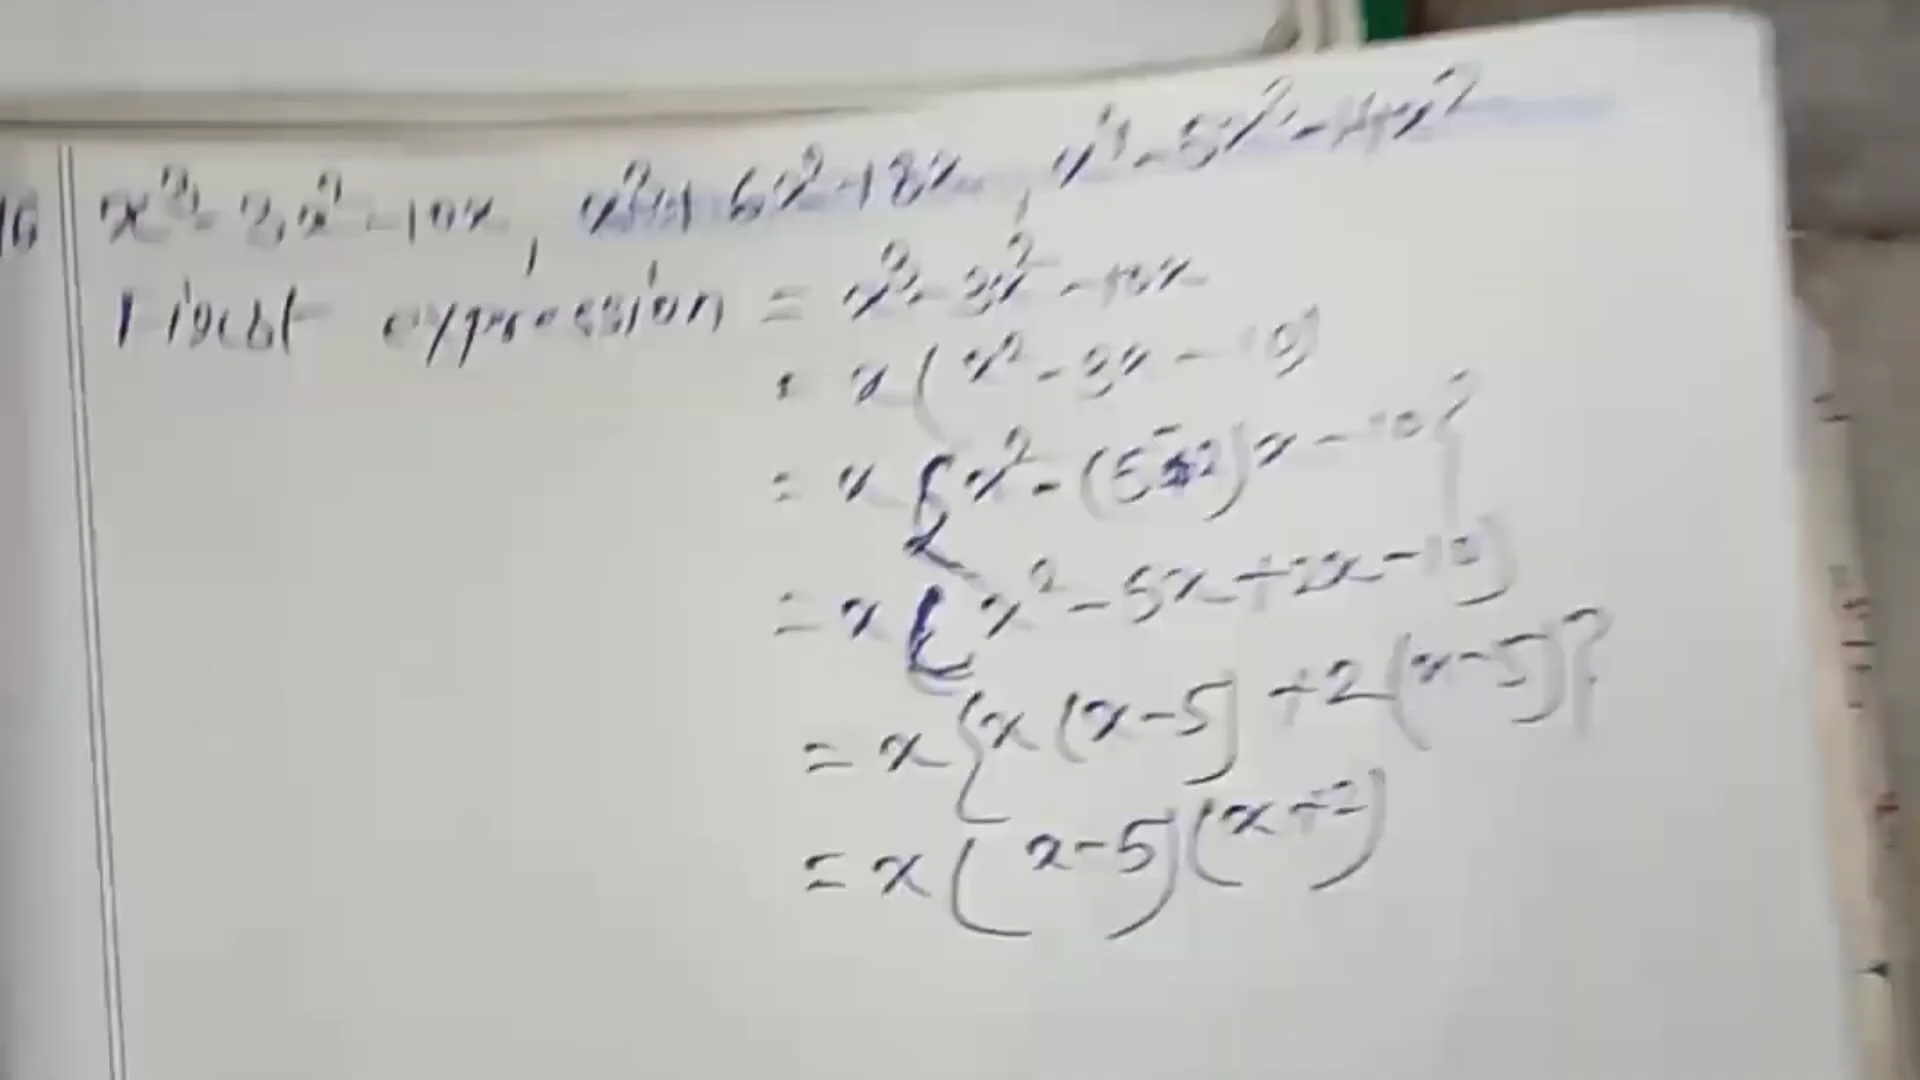 x³ - 3x² - 10x, x³ + 6x² + 8x, x⁴ - 5x³ - 14x²
First expression = x³ - 3x² - 10x
= x(x² - 3x - 10)
= x{x² - (5-2)x - 10}
= x{x² - 5x + 2x - 10}
= x{x(x-5) + 2(x-5)}
= x(x-5)(x+2)